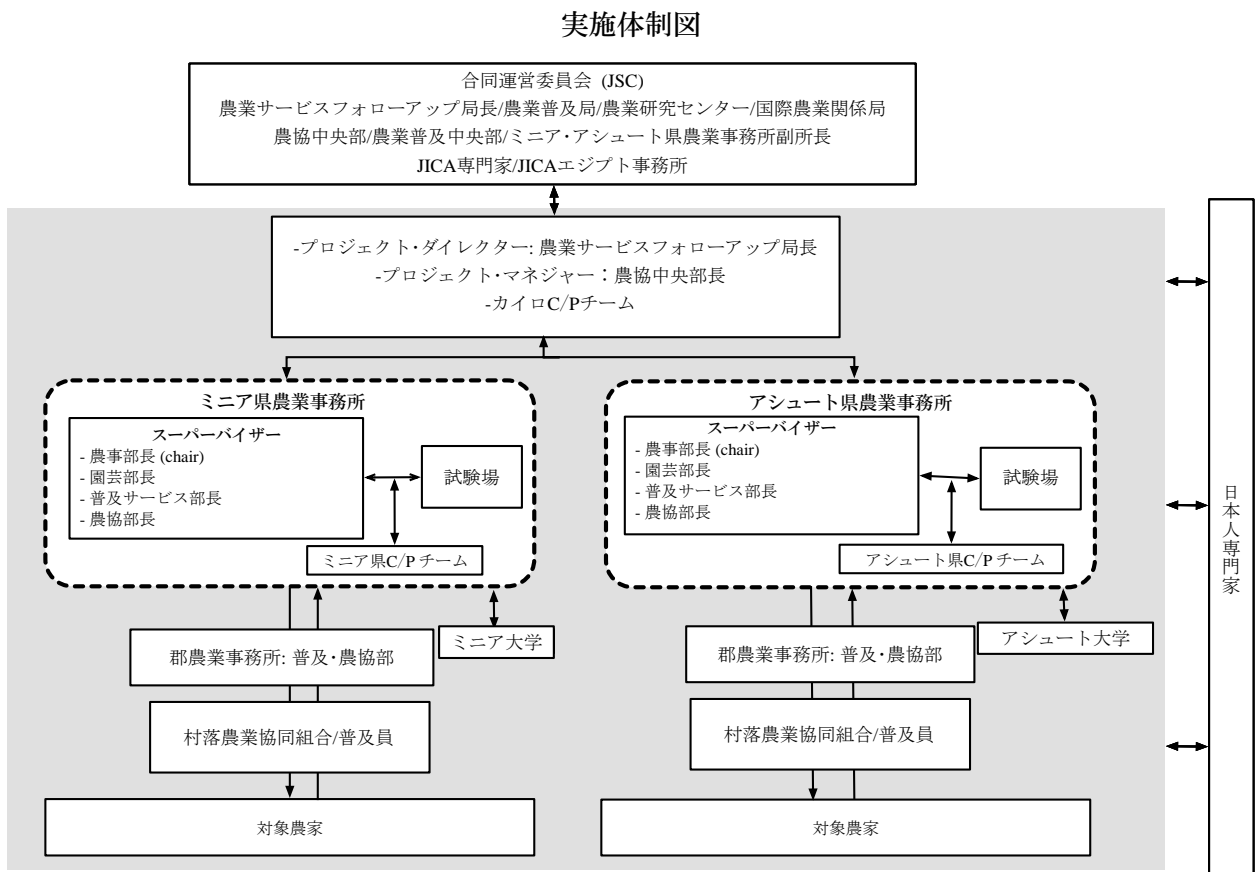 実施体制図
合同運営委員会 (JSC)
農業サービスフォローアップ局長/農業普及局/農業研究センター/国際農業関係局
農協中央部/農業普及中央部/ミニア・アシュート県農業事務所副所長
JICA専門家/JICAエジプト事務所
-プロジェクト・ダイレクター: 農業サービスフォローアップ局長
-プロジェクト・マネジャー：農協中央部長
-カイロC/Pチーム
ミニア県農業事務所
スーパーバイザー
- 農事部長 (chair)
- 園芸部長
- 普及サービス部長
- 農協部長
試験場
ミニア県C/Pチーム
ミニア大学
郡農業事務所: 普及・農協部
村落農業協同組合/普及員
対象農家
アシュート県農業事務所
スーパーバイザー
- 農事部長 (chair)
- 園芸部長
- 普及サービス部長
- 農協部長
試験場
アシュート県C/Pチーム
アシュート大学
郡農業事務所: 普及・農協部
村落農業協同組合/普及員
対象農家
日本人専門家